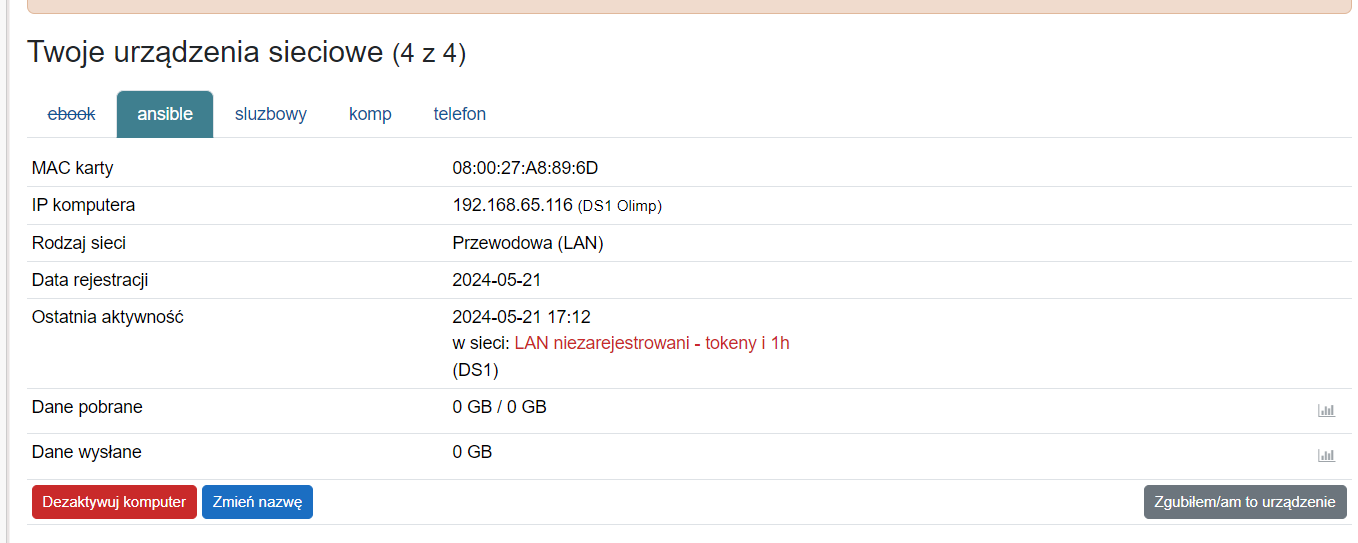 Twoje urządzenia sieciowe (4 z 4)
ebook ansible sluzbowy komp telefon
MAC karty 08:00:27:A8:89:6D
IP komputera 192.168.65.116 (DS1 Olimp)
Rodzaj sieci Przewodowa (LAN)
Data rejestracji 2024-05-21
Ostatnia aktywność 2024-05-21 17:12
w sieci: LAN niezarejestrowani - tokeny i 1h
(DS1)
Dane pobrane 0 GB / 0 GB
Dane wysłane 0 GB
Dezaktywuj komputer Zmień nazwę Zgubiłem/am to urządzenie